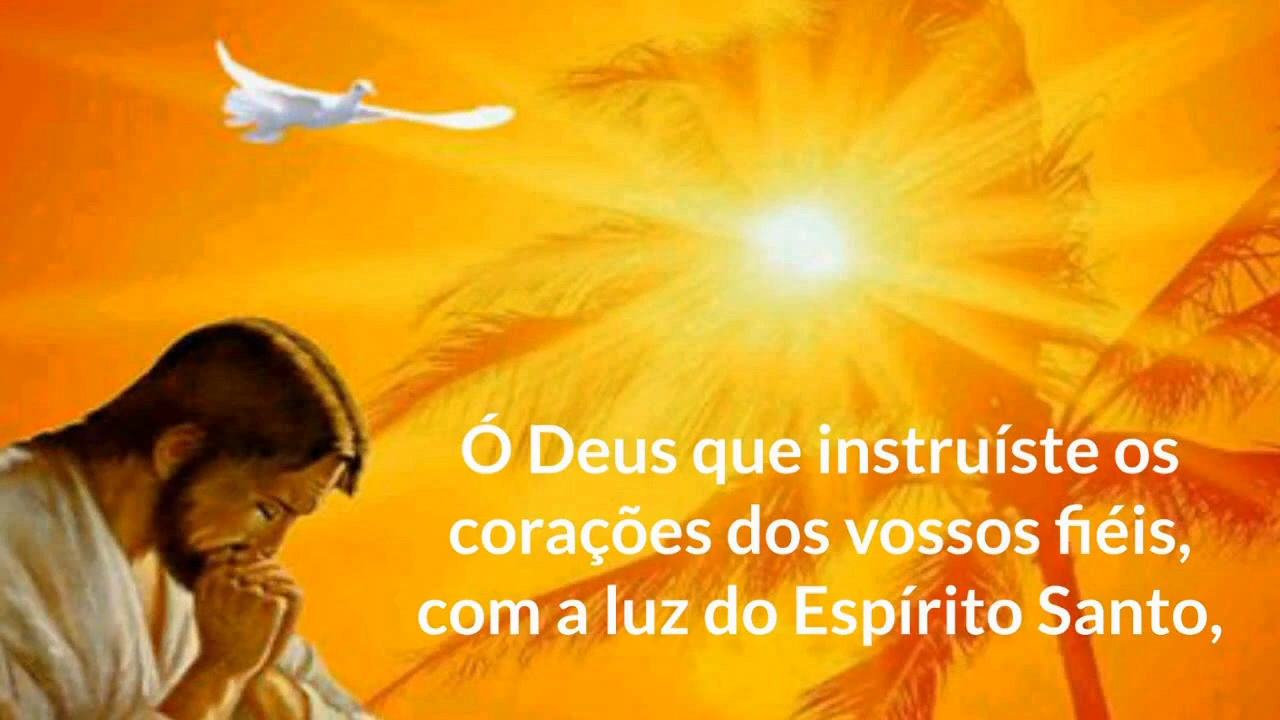 Ó Deus que instruíste os
corações dos vossos fiéis,
com a luz do Espírito Santo,